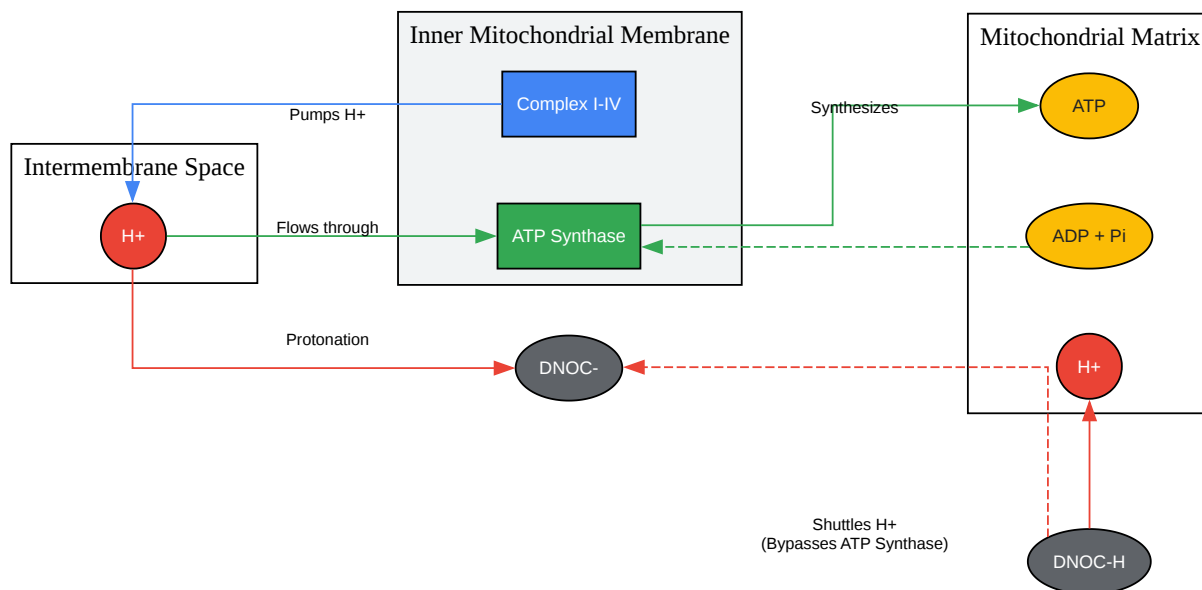 Inner Mitochondrial Membrane
Mitochondrial Matrix
Complex I-IV
ATP
Pumps H+
Synthesizes
Intermembrane Space
H+
Flows through
ATP Synthase
ADP + Pi
Protonation
DNOC-
H+
Shuttles H+
(Bypasses ATP Synthase)
DNOC-H